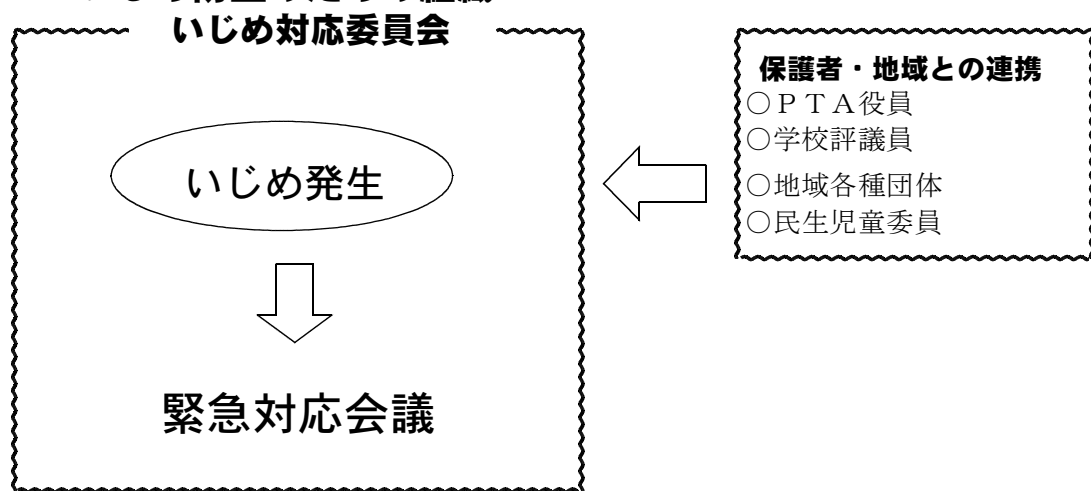 いじめ対応委員会
いじめ発生
緊急対応会議
保護者・地域との連携
○ＰＴＡ役員
○学校評議員
○地域各種団体
○民生児童委員